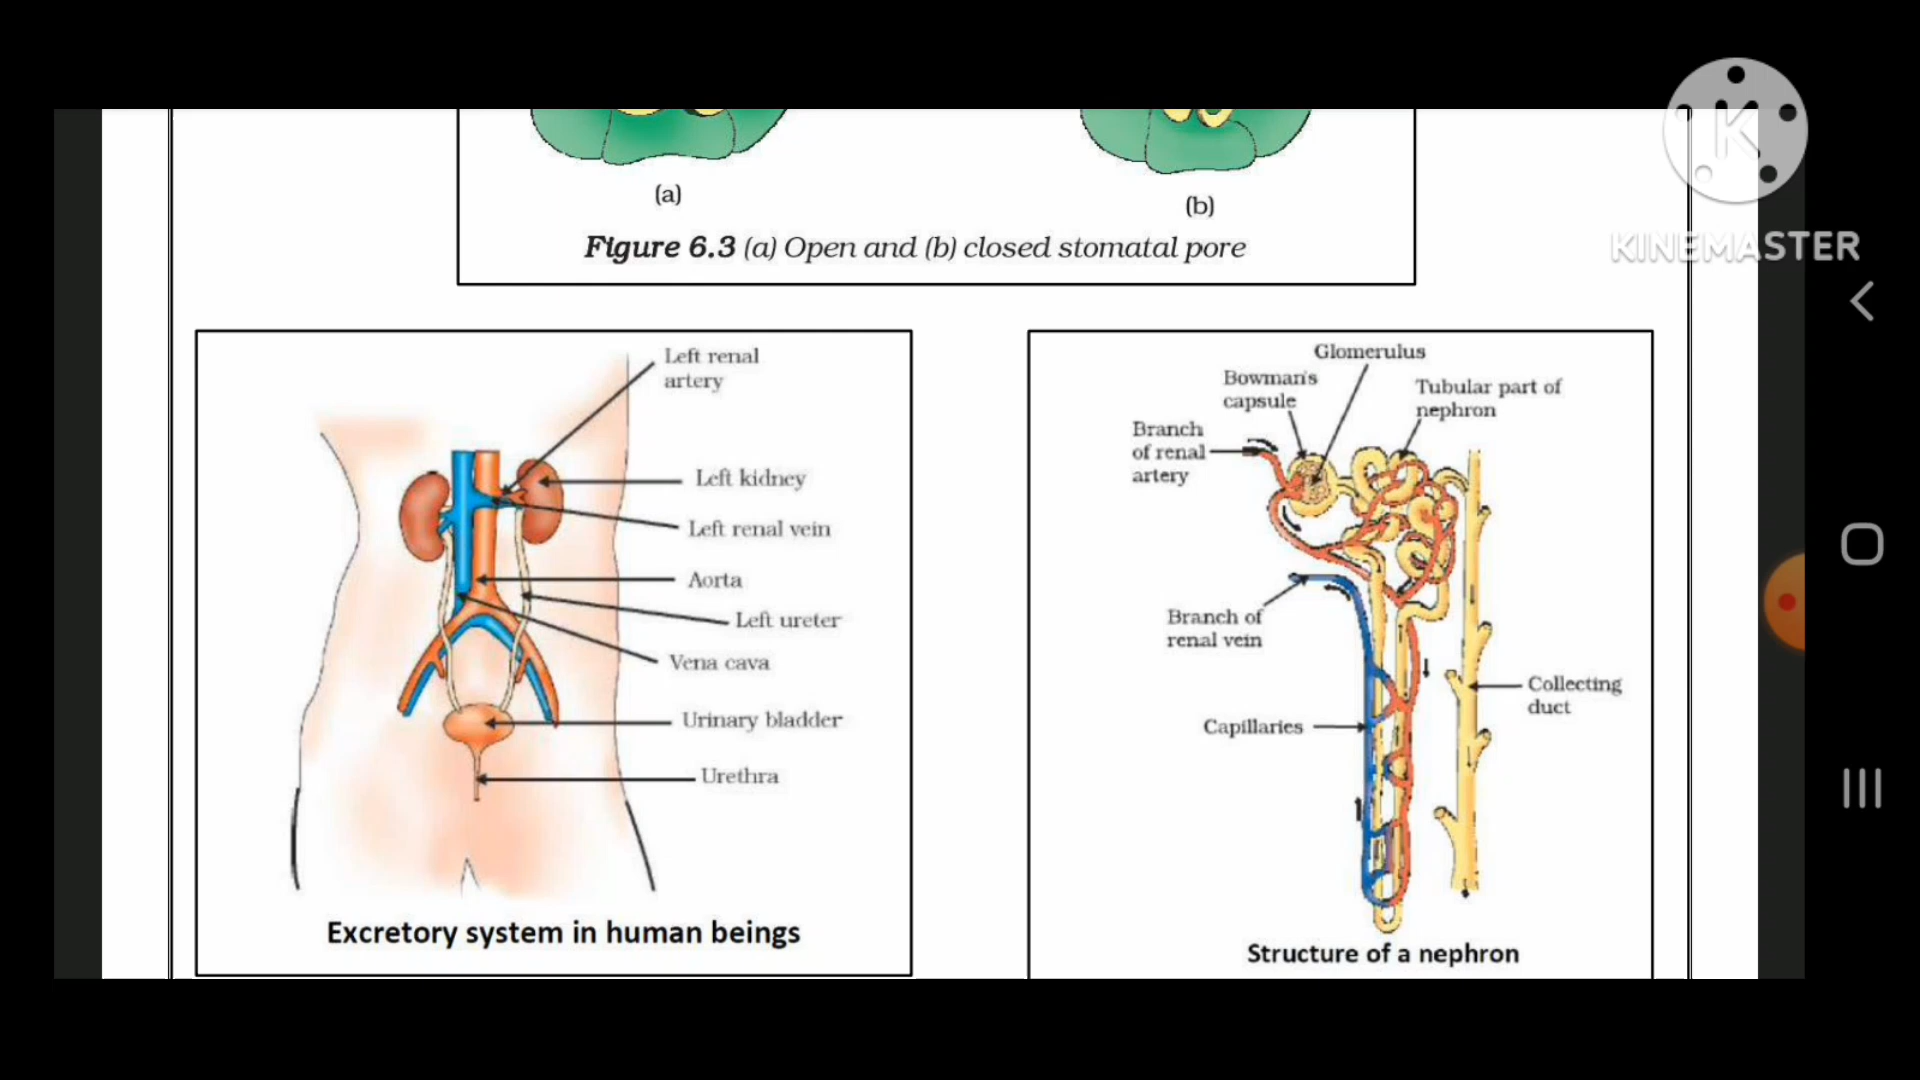 K
KINEMASTER
(a)
(b)
Figure 6.3 (a) Open and (b) closed stomatal pore
Left renal
artery
Left kidney
Left renal vein
Aorta
Left ureter
Vena cava
Urinary bladder
Urethra
Excretory system in human beings
Glomerulus
Bowman's
capsule
Tubular part of
nephron
Branch
of renal
artery
Branch of
renal vein
Capillaries
Collecting
duct
Structure of a nephron